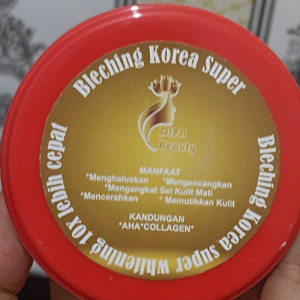 Bleching Korea Super
Blecjing Korea super whitening 10x lebih cepat
DIFA
Beauty
MANFAAT
*Menghaluskan *Mengencangkan
*Mengangkat Sel Kulit Mati
*Mencerahkan * Memutihkan Kulit
KANDUNGAN
*AHA*COLLAGEN*